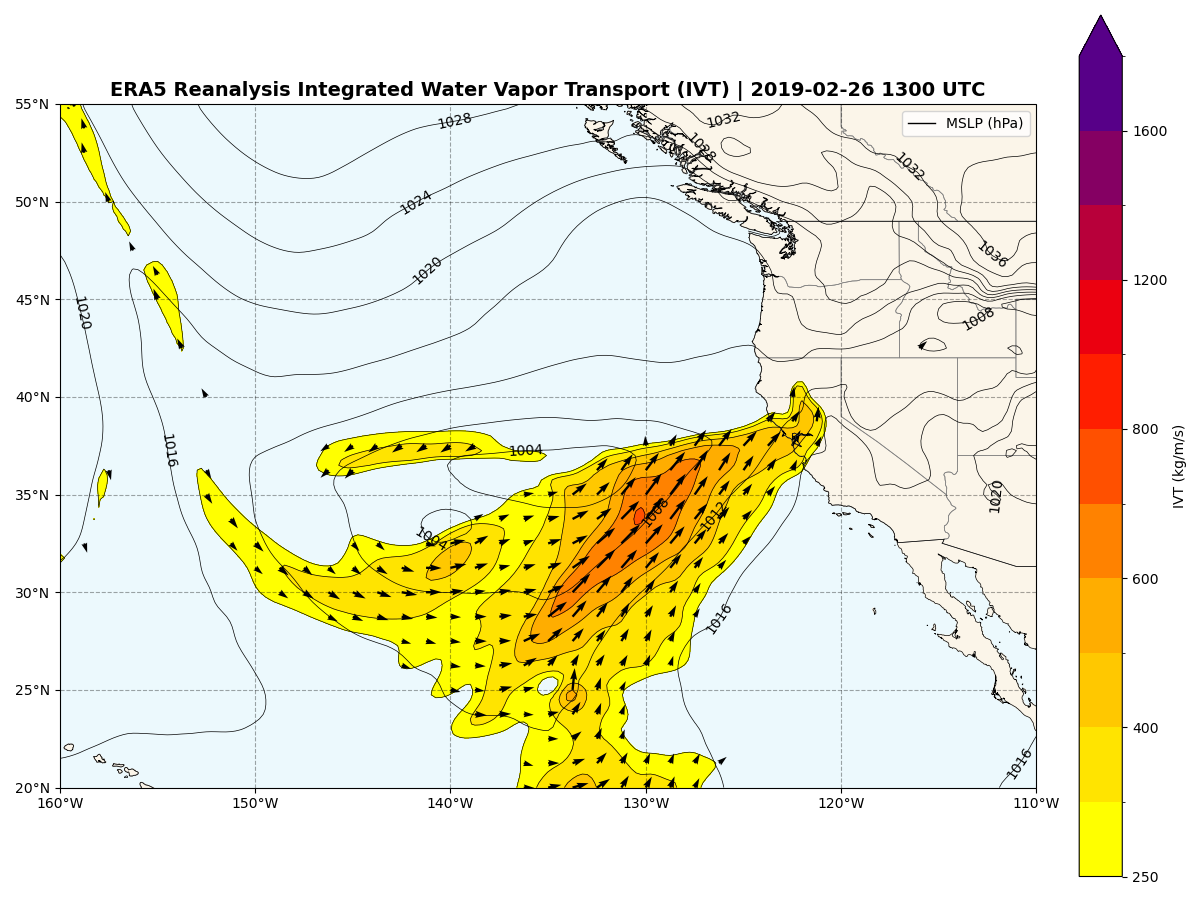 ERA5 Reanalysis Integrated Water Vapor Transport (IVT) | 2019-02-26 1300 UTC
MSLP (hPa)
55°N
50°N
45°N
40°N
35°N
30°N
25°N
20°N
160°W
150°W
140°W
130°W
120°W
110°W
1028
1032
1028
1032
1024
1020
1036
1020
1008
1016
1004
1020
1008
1012
1004
1016
1016
1600
1200
800
600
400
250
IVT (kg/m/s)